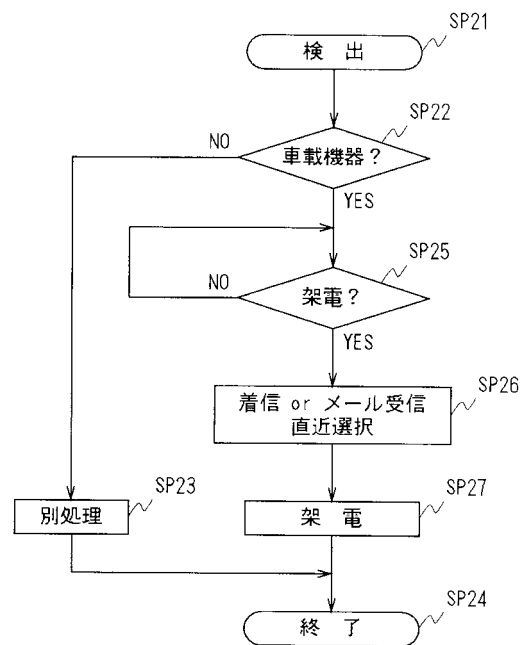 SP21
検 出
SP22
NO
車載機器?
YES
SP25
NO
架電?
YES
SP26
着信 or メール受信
直近選択
SP23
別処理
SP27
架 電
SP24
終 了